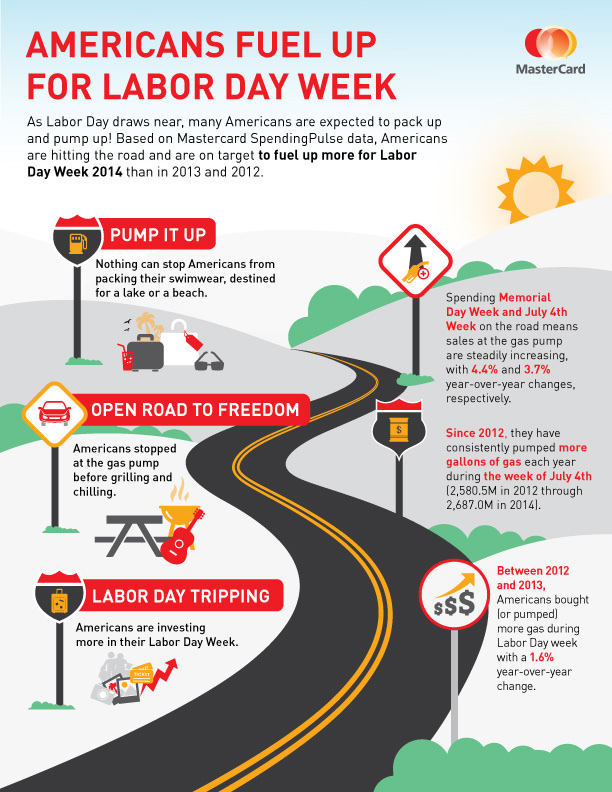 AMERICANS FUEL UP
FOR LABOR DAY WEEK
MasterCard
As Labor Day draws near, many Americans are expected to pack up
and pump up! Based on Mastercard SpendingPulse data, Americans
are hitting the road and are on target to fuel up more for Labor
Day Week 2014 than in 2013 and 2012.
PUMP IT UP
Nothing can stop Americans from
packing their swimwear, destined
for a lake or a beach.
Spending Memorial
Day Week and July 4th
Week on the road means
sales at the gas pump
are steadily increasing,
with 4.4% and 3.7%
year-over-year changes,
respectively.
OPEN ROAD TO FREEDOM
Americans stopped
at the gas pump
before grilling and
chilling.
$
Since 2012, they have
consistently pumped more
gallons of gas each year
during the week of July 4th
(2,580.5M in 2012 through
2,687.0M in 2014).
LABOR DAY TRIPPING
Americans are investing
more in their Labor Day Week.
TICKET
$$$
Between 2012
and 2013,
Americans bought
(or pumped)
more gas during
Labor Day week
with a 1.6%
year-over-year
change.